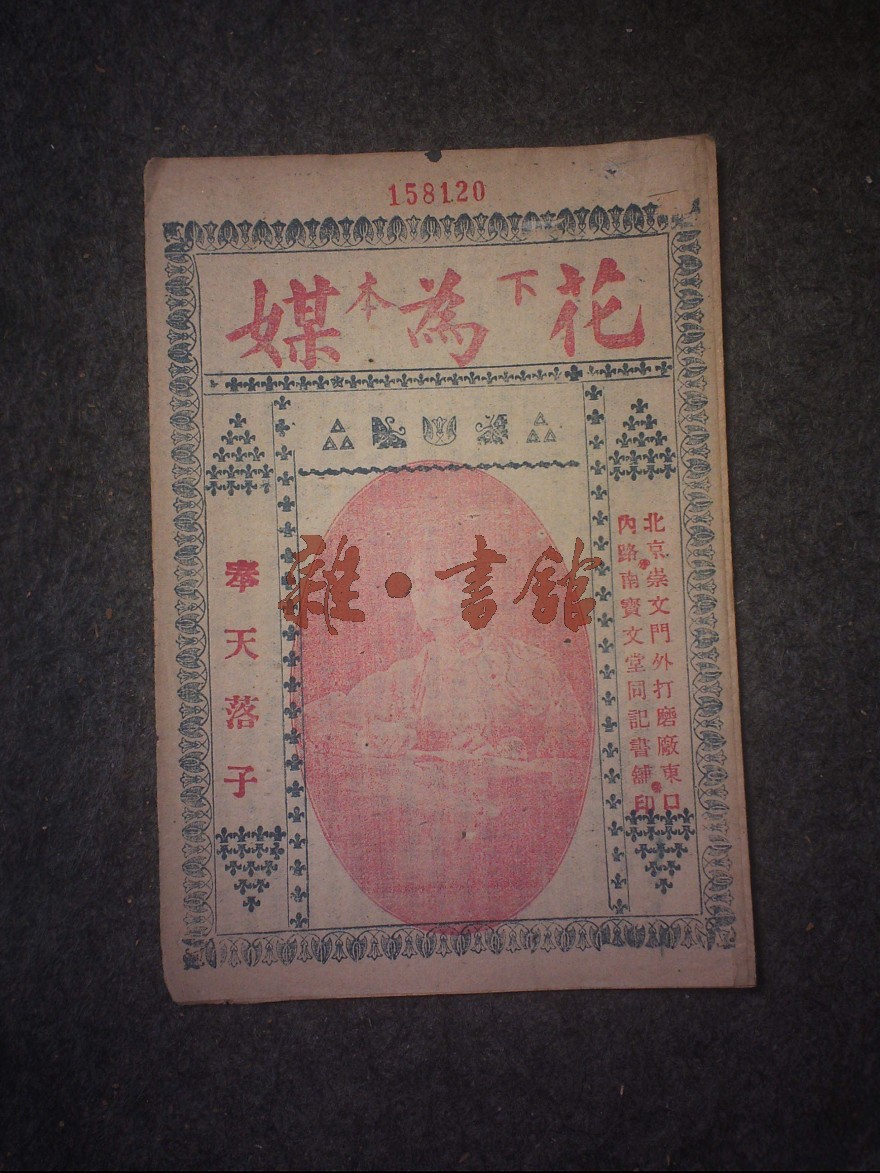 158120
花下為本媒
北京崇文門外打磨廠東口
內路南寶文堂同記書舖印
奉天落子
雜·書館